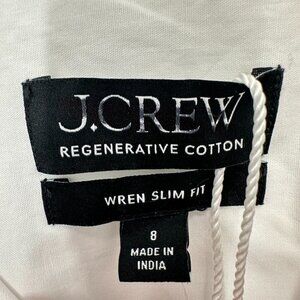 J.CREW
REGENERATIVE COTTON
WREN SLIM FIT
8
MADE IN
INDIA